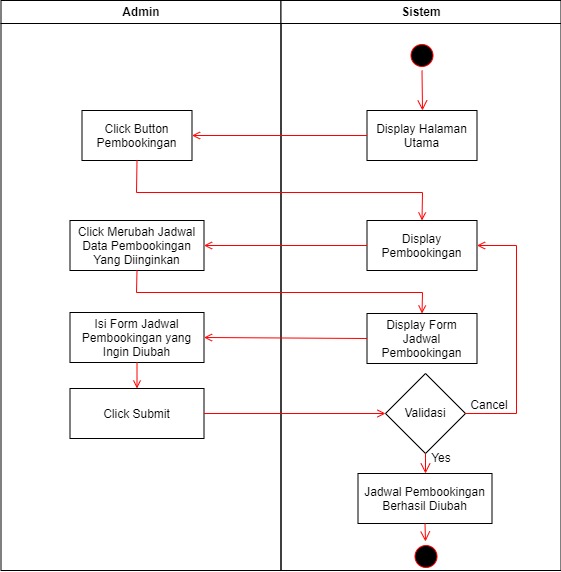 Admin
Sistem
Display Halaman
Utama
Click Button
Pembookingan
Display
Pembookingan
Click Merubah Jadwal
Data Pembookingan
Yang Diinginkan
Display Form
Jadwal
Pembookingan
Isi Form Jadwal
Pembookingan yang
Ingin Diubah
Click Submit
Validasi
Cancel
Yes
Jadwal Pembookingan
Berhasil Diubah